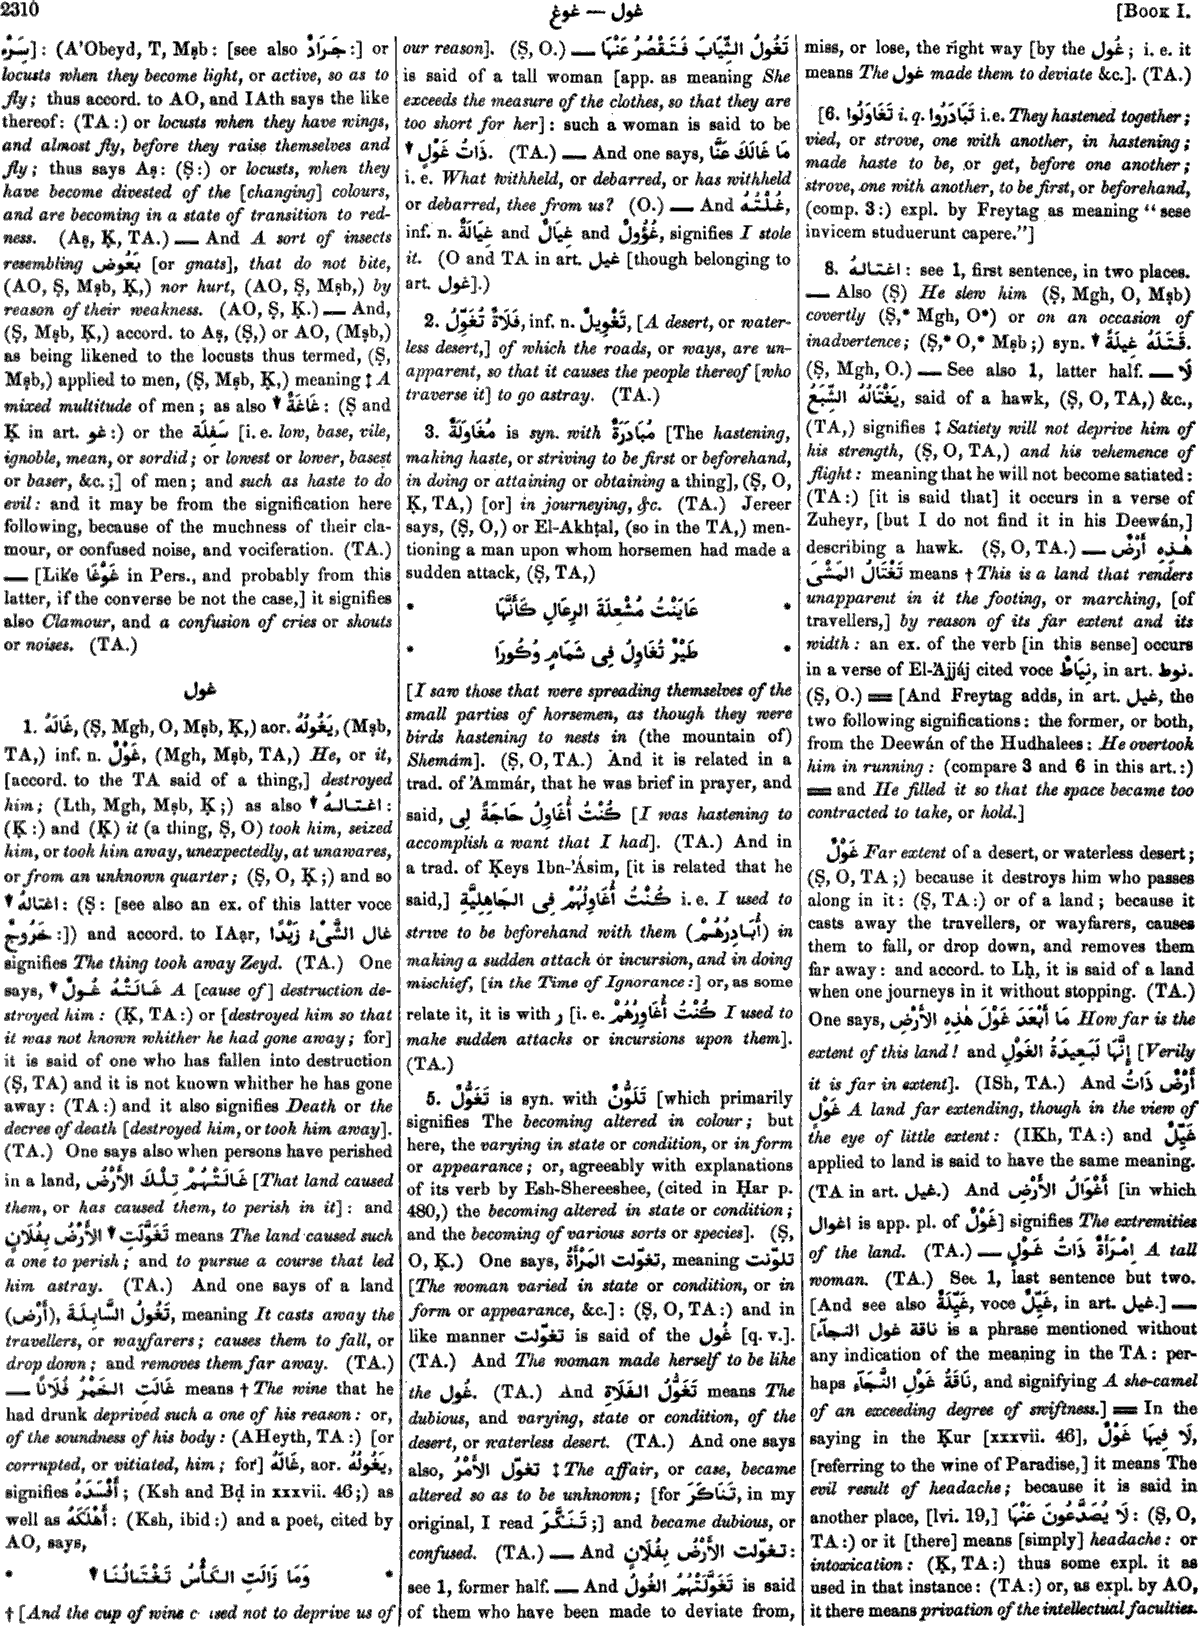 2310
غوغ — غول
[BOOK I.
سِرْه]: (A'Obeyd, T, Mṣb: [see also جَرَادٌ:] or
locusts when they become light, or active, so as to
fly; thus accord. to AO, and IAth says the like
thereof: (TA:) or locusts when they have wings,
and almost fly, before they raise themselves and
fly; thus says Aṣ: (Ṣ:) or locusts, when they
have become divested of the [changing] colours,
and are becoming in a state of transition to red-
ness. (Aṣ, Ḳ, TA.) — And A sort of insects
resembling بَعُوض [or gnats], that do not bite,
(AO, Ṣ, Mṣb, Ḳ,) nor hurt, (AO, Ṣ, Mṣb,) by
reason of their weakness. (AO, Ṣ, Ḳ.) — And,
(Ṣ, Mṣb, Ḳ,) accord. to Aṣ, (Ṣ,) or AO, (Mṣb,)
as being likened to the locusts thus termed, (Ṣ,
Mṣb,) applied to men, (Ṣ, Mṣb, Ḳ,) meaning ‡ A
mixed multitude of men; as also ▼ غَاغَةٌ: (Ṣ and
Ḳ in art. غو:) or the سَفِلَة [i. e. low, base, vile,
ignoble, mean, or sordid; or lowest or lower, basest
or baser, &c.;] of men; and such as haste to do
evil: and it may be from the signification here
following, because of the muchness of their cla-
mour, or confused noise, and vociferation. (TA.)
— [Like غَوْغَا in Pers., and probably from this
latter, if the converse be not the case,] it signifies
also Clamour, and a confusion of cries or shouts
or noises. (TA.)
غول
1. غَالَهُ, (Ṣ, Mgh, O, Mṣb, Ḳ,) aor. يَغُولُهُ, (Mṣb,
TA,) inf. n. غَوْلٌ, (Mgh, Mṣb, TA,) He, or it,
[accord. to the TA said of a thing,] destroyed
him; (Lth, Mgh, Mṣb, Ḳ;) as also ▼ اغتالهُ:
(Ḳ:) and (Ḳ) it (a thing, Ṣ, O) took him, seized
him, or took him away, unexpectedly, at unawares,
or from an unknown quarter; (Ṣ, O, Ḳ;) and so
▼ اغتالهُ: (Ṣ: [see also an ex. of this latter voce
خَرُوجٌ:]) and accord. to IAạr, غال الشَّىْءُ زَيْدًا
signifies The thing took away Zeyd. (TA.) One
says, ▼ غَالَتْهُ غُولٌ A [cause of] destruction de-
stroyed him: (Ḳ, TA:) or [destroyed him so that
it was not known whither he had gone away; for]
it is said of one who has fallen into destruction
(Ṣ, TA) and it is not known whither he has gone
away: (TA:) and it also signifies Death or the
decree of death [destroyed him, or took him away].
(TA.) One says also when persons have perished
in a land, غَالَتْهُمْ تِلْكَ الأَرْضُ [That land caused
them, or has caused them, to perish in it]: and
تَغَوَّلَتِ ▼ الأَرْضُ بِفُلَانٍ means The land caused such
a one to perish; and to pursue a course that led
him astray. (TA.) And one says of a land
(أَرْض), تَغُولُ السَّابِلَةَ, meaning It casts away the
travellers, or wayfarers; causes them to fall, or
drop down; and removes them far away. (TA.)
— غَالَتِ الخَمْرُ فُلَانًا means † The wine that he
had drunk deprived such a one of his reason: or,
of the soundness of his body: (AHeyth, TA:) [or
corrupted, or vitiated, him; for] غَالَهُ, aor. يَغُولُهُ,
signifies أَفْسَدَهُ; (Ksh and Bḍ in xxxvii. 46;) as
well as أَهْلَكَهُ: (Ksh, ibid:) and a poet, cited by
AO, says,
* وَمَا زَالَتِ الكَأْسُ تَغْتَالُنَا ▼ *
† [And the cup of wine c used not to deprive us of
our reason]. (Ṣ, O.) — تَغُولُ الثِّيَابَ فَتَقْصُرُ عَنْهَا
is said of a tall woman [app. as meaning She
exceeds the measure of the clothes, so that they are
too short for her]: such a woman is said to be
▼ ذَاتُ غَوْلٍ. (TA.) — And one says, مَا غَالَكَ عَنَّا
i. e. What withheld, or debarred, or has withheld
or debarred, thee from us? (O.) — And غِلْتُهُ,
inf. n. غِيَالَةٌ and غِيَالٌ and غُؤُولٌ, signifies I stole
it. (O and TA in art. غيل [though belonging to
art. غول].)
2. فَلَاةٌ تُغَوِّلُ, inf. n. تَغْوِيلٌ, [A desert, or water-
less desert,] of which the roads, or ways, are un-
apparent, so that it causes the people thereof [who
traverse it] to go astray. (TA.)
3. مُغَاوَلَةٌ is syn. with مُبَادَرَةٌ [The hastening,
making haste, or striving to be first or beforehand,
in doing or attaining or obtaining a thing], (Ṣ, O,
Ḳ, TA,) [or] in journeying, &c. (TA.) Jereer
says, (Ṣ, O,) or El-Akhṭal, (so in the TA,) men-
tioning a man upon whom horsemen had made a
sudden attack, (Ṣ, TA,)
* عَايَنْتُ مُشْعِلَةَ الرِعَالِ كَأَنَّهَا *
* طَيْرٌ تُغَاوِلُ فِى شَمَامِ وُكُورَا *
[I saw those that were spreading themselves of the
small parties of horsemen, as though they were
birds hastening to nests in (the mountain of)
Shemám]. (Ṣ, O, TA.) And it is related in a
trad. of 'Ammár, that he was brief in prayer, and
said, كُنْتُ أُغَاوِلُ حَاجَةً لِى [I was hastening to
accomplish a want that I had]. (TA.) And in
a trad. of Ḳeys Ibn-'Áṣim, [it is related that he
said,] كُنْتُ أُغَاوِلُهُمْ فِى الجَاهِلِيَّةِ i. e. I used to
strive to be beforehand with them (أُبَادِرُهُمْ) in
making a sudden attack or incursion, and in doing
mischief, [in the Time of Ignorance:] or, as some
relate it, it is with ر [i. e. كُنْتُ أُغَاوِرُهُمْ I used to
make sudden attacks or incursions upon them].
(TA.)
5. تَغَوُّلٌ is syn. with تَلَوُّنٌ [which primarily
signifies The becoming altered in colour; but
here, the varying in state or condition, or in form
or appearance; or, agreeably with explanations
of its verb by Esh-Shereeshee, (cited in Ḥar p.
480,) the becoming altered in state or condition;
and the becoming of various sorts or species]. (Ṣ,
O, Ḳ.) One says, تغوّلت المَرْأَةُ, meaning تلوّنت
[The woman varied in state or condition, or in
form or appearance, &c.]: (Ṣ, O, TA:) and in
like manner تغوّلت is said of the غُول [q. v.].
(TA.) And The woman made herself to be like
the غُول. (TA.) And تَغَوُّلُ الفَلَاةِ means The
dubious, and varying, state or condition, of the
desert, or waterless desert. (TA.) And one says
also, تغوّل الأَمْرُ ‡ The affair, or case, became
altered so as to be unknown; [for تَنَاكَرَ, in my
original, I read تَنَكَّرَ;] and became dubious, or
confused. (TA.) — And تغوّلت الأَرْضُ بِفُلَانٍ:
see 1, former half. — And تَغَوَّلَتْهُمُ الغُولُ is said
of them who have been made to deviate from,
miss, or lose, the right way [by the غُول; i. e. it
means The غُول made them to deviate &c.]. (TA.)
[6. تَغَاوَلُوا i. q. تَبَادَرُوا i.e. They hastened together;
vied, or strove, one with another, in hastening;
made haste to be, or get, before one another;
strove, one with another, to be first, or beforehand,
(comp. 3:) expl. by Freytag as meaning "sese
invicem studuerunt capere."]
8. اغتالهُ: see 1, first sentence, in two places.
— Also (Ṣ) He slew him (Ṣ, Mgh, O, Mṣb)
covertly (Ṣ,* Mgh, O*) or on an occasion of
inadvertence; (Ṣ,* O,* Mṣb;) syn. ▼ قَتَلَهُ غِيلَةً.
(Ṣ, Mgh, O.) — See also 1, latter half. — لَا
يَغْتَالُهُ الشِّبَعُ, said of a hawk, (Ṣ, O, TA,) &c.,
(TA,) signifies ‡ Satiety will not deprive him of
his strength, (Ṣ, O, TA,) and his vehemence of
flight: meaning that he will not become satiated:
(TA:) [it is said that] it occurs in a verse of
Zuheyr, [but I do not find it in his Deewán,]
describing a hawk. (Ṣ, O, TA.) — هٰذِهِ أَرْضٌ
تَغْتَالُ المَشْىَ means † This is a land that renders
unapparent in it the footing, or marching, [of
travellers,] by reason of its far extent and its
width: an ex. of the verb [in this sense] occurs
in a verse of El-'Ajjáj cited voce نِيَاطٌ, in art. نوط.
(Ṣ, O.) ═ [And Freytag adds, in art. غيل, the
two following significations: the former, or both,
from the Deewán of the Hudhalees: He overtook
him in running: (compare 3 and 6 in this art.:)
═ and He filled it so that the space became too
contracted to take, or hold.]
غَوْلٌ Far extent of a desert, or waterless desert;
(Ṣ, O, TA;) because it destroys him who passes
along in it: (Ṣ, TA:) or of a land; because it
casts away the travellers, or wayfarers, causes
them to fall, or drop down, and removes them
far away: and accord. to Lḥ, it is said of a land
when one journeys in it without stopping. (TA.)
One says, مَا أَبْعَدَ غَوْلَ هٰذِهِ الأَرْضِ How far is the
extent of this land! and إِنَّهَا لَبَعِيدَةُ الغَوْلِ [Verily
it is far in extent]. (ISh, TA.) And أَرْضٌ ذَاتُ
غَوْلٍ A land far extending, though in the view of
the eye of little extent: (IKh, TA:) and غَيِّلٌ
applied to land is said to have the same meaning.
(TA in art. غيل.) And أَغْوَالُ الأَرْضِ [in which
اغوال is app. pl. of غَوْلٌ] signifies The extremities
of the land. (TA.) — اِمْرَأَةٌ ذَاتُ غَوْلٍ A tall
woman. (TA.) See 1, last sentence but two.
[And see also غَيِّلَةٌ, voce غَيِّلٌ, in art. غيل.] —
[ناقة غول النجآء is a phrase mentioned without
any indication of the meaning in the TA: per-
haps نَاقَةُ غَوْلِ النَّجَآءِ, and signifying A she-camel
of an exceeding degree of swiftness.] ═ In the
saying in the Ḳur [xxxvii. 46], لَا فِيهَا غَوْلٌ,
[referring to the wine of Paradise,] it means The
evil result of headache; because it is said in
another place, [lvi. 19,] لَا يُصَدَّعُونَ عَنْهَا: (Ṣ, O,
TA:) or it [there] means [simply] headache: or
intoxication: (Ḳ, TA:) thus some expl. it as
used in that instance: (TA:) or, as expl. by AO,
it there means privation of the intellectual faculties.